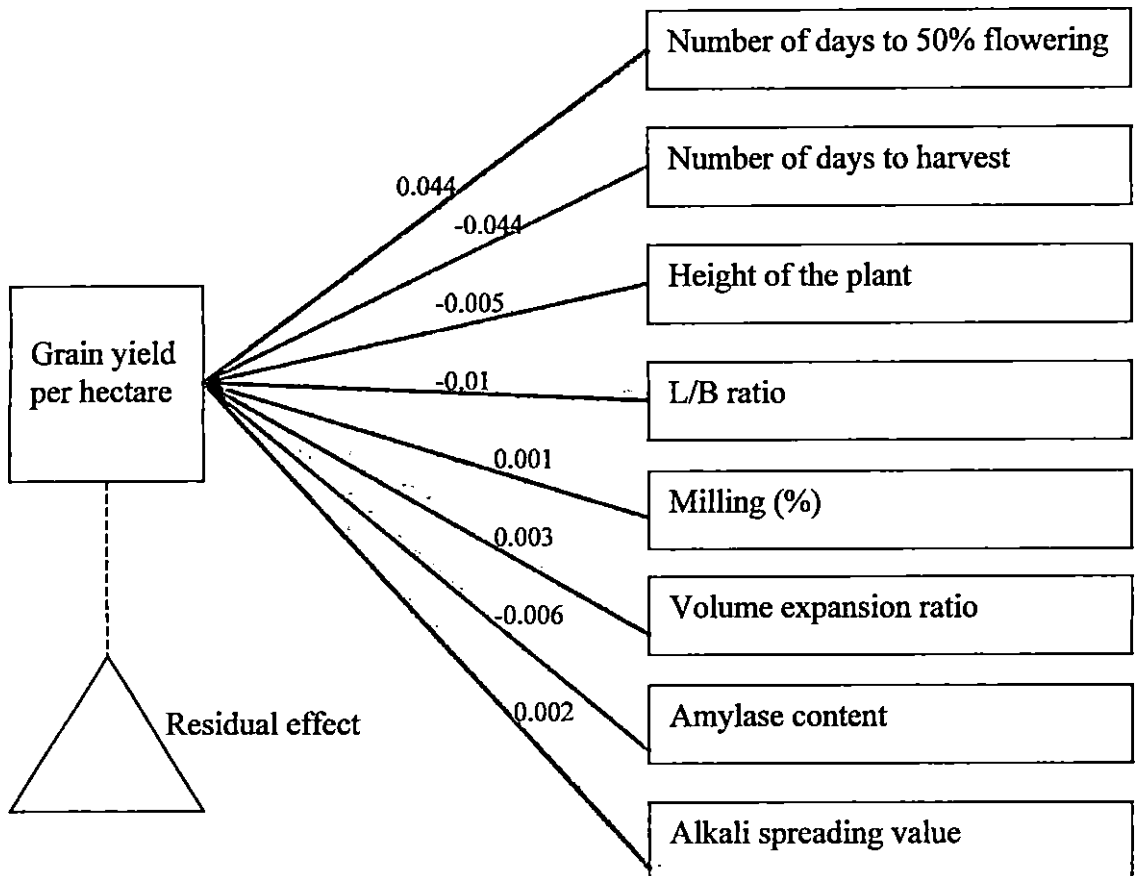 Number of days to 50% flowering
0.044
Number of days to harvest
-0.044
Height of the plant
-0.005
Grain yield
per hectare
-0.01
L/B ratio
0.001
Milling (%)
0.003
Volume expansion ratio
-0.006
Amylase content
0.002
Residual effect
Alkali spreading value